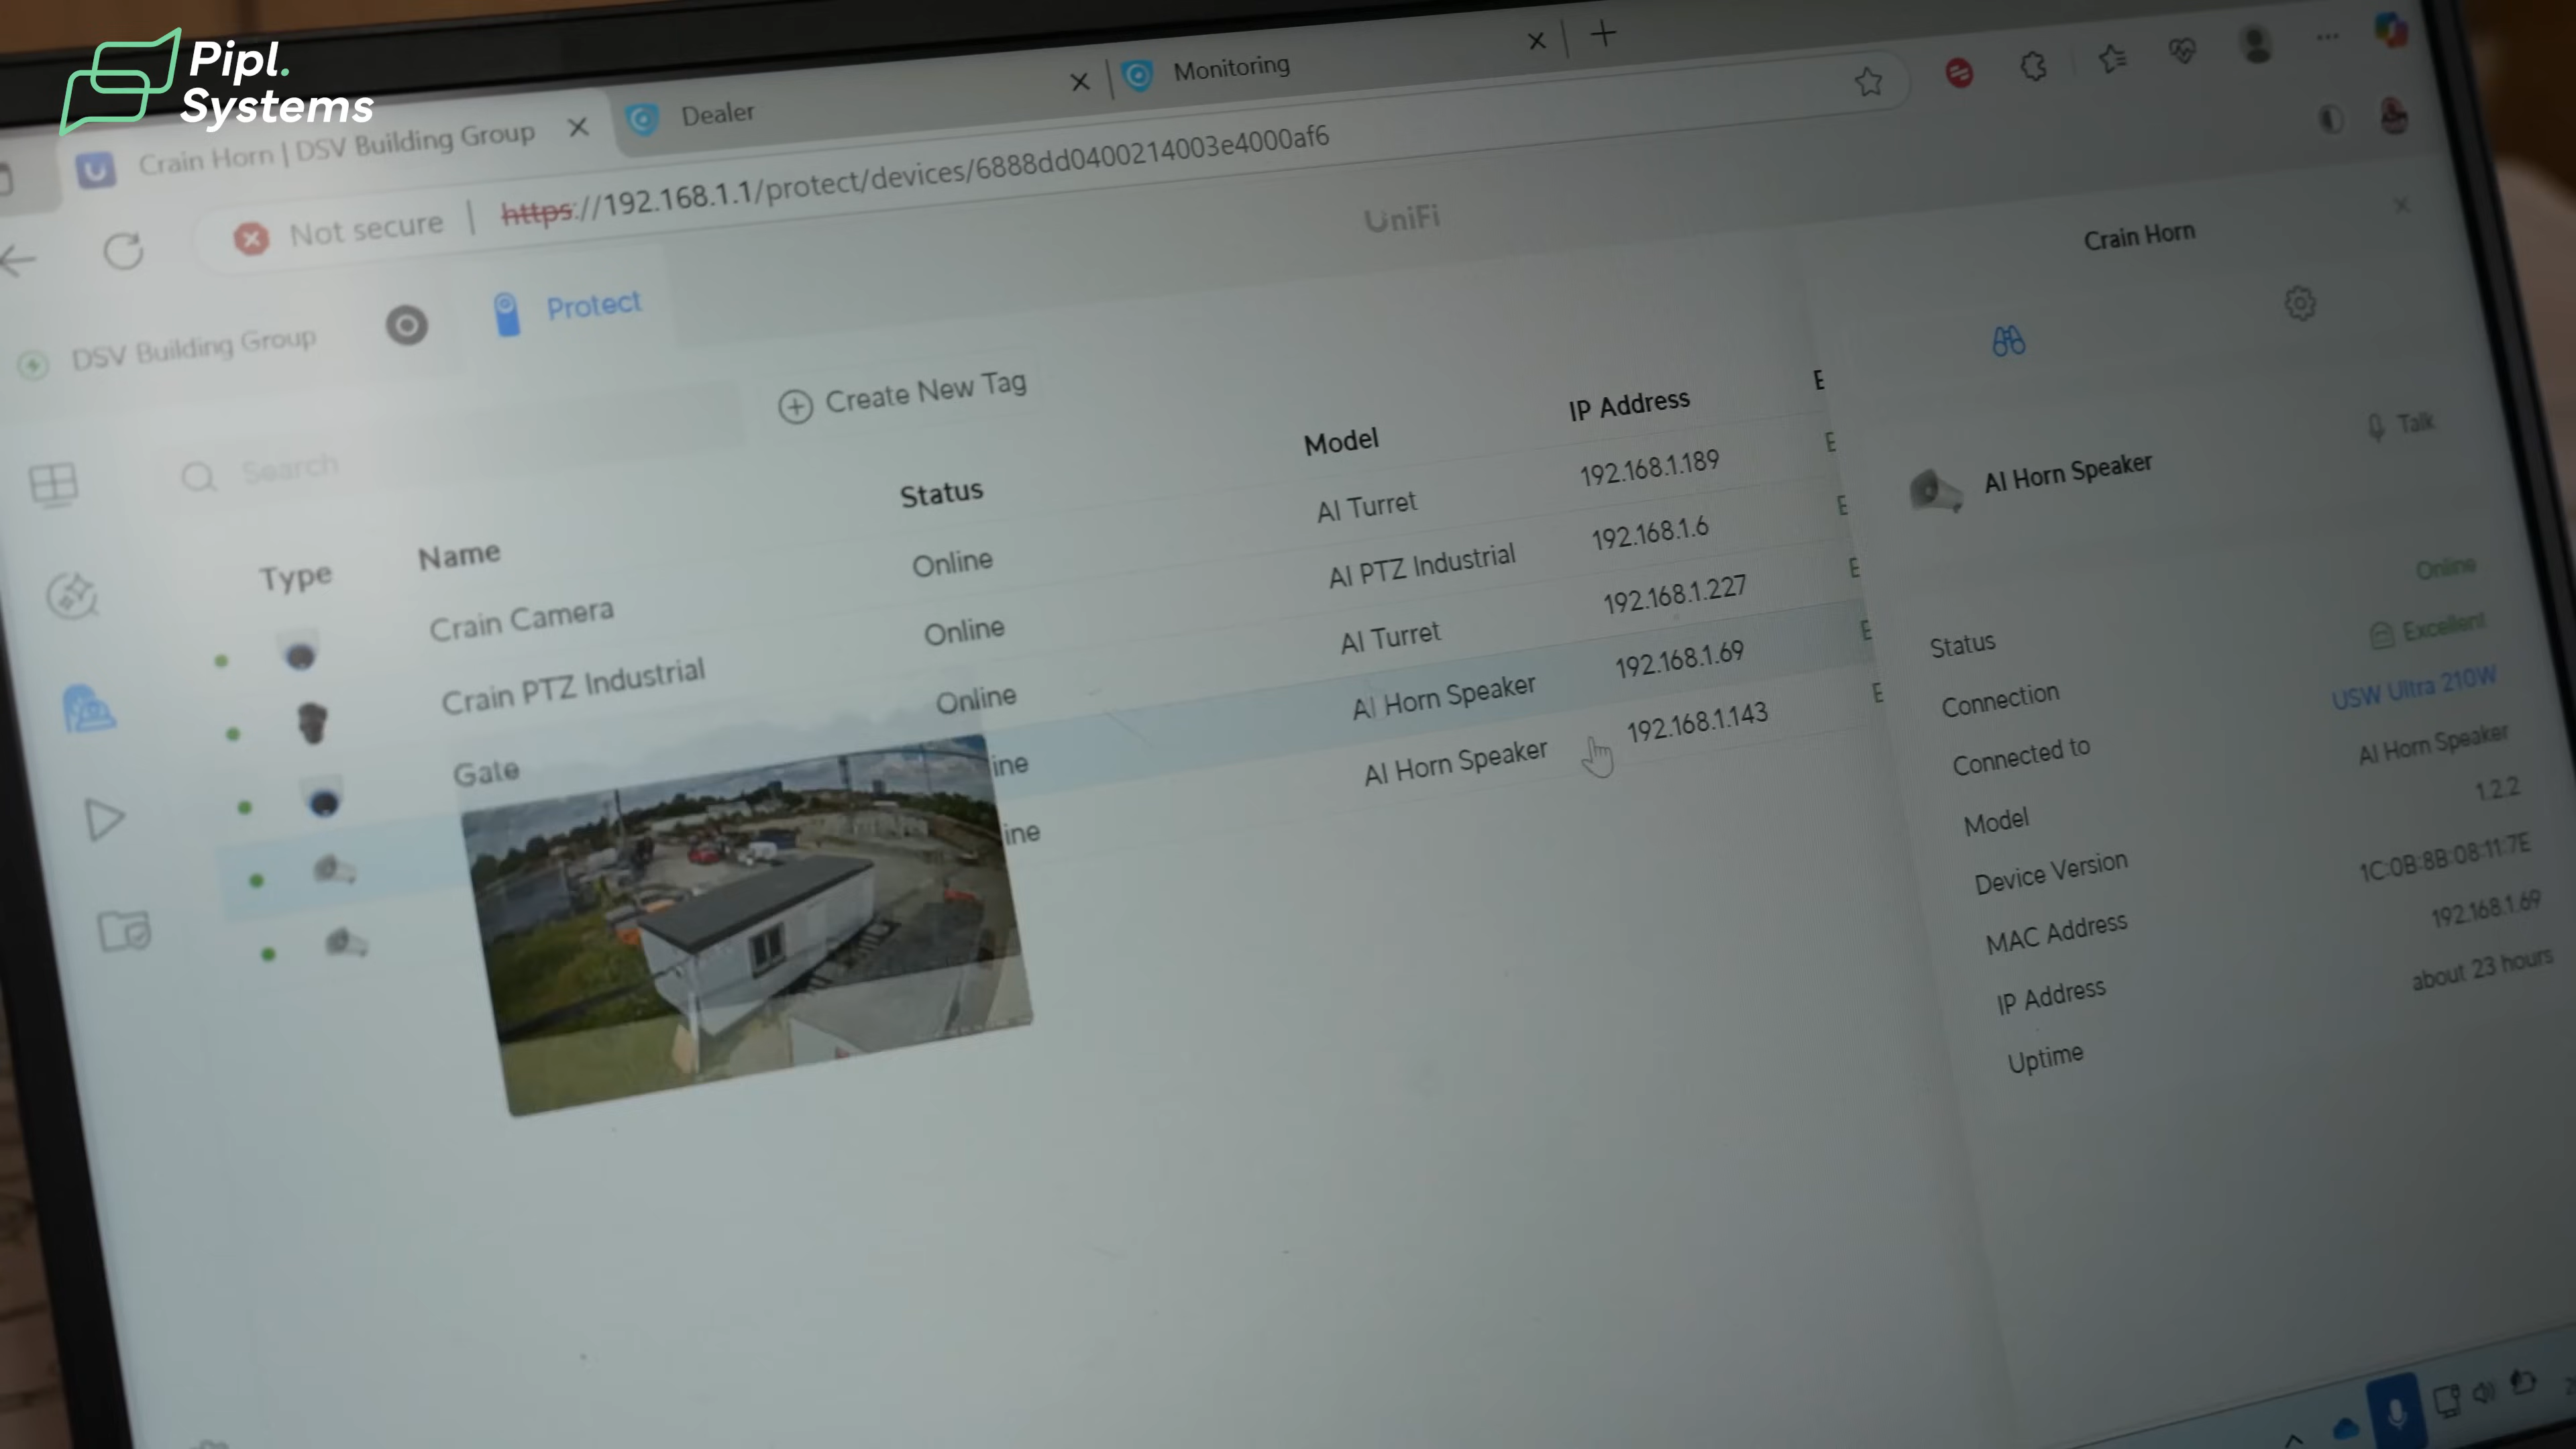 Pipl.
Systems
Crain Horn | DSV Building Group
Dealer
Monitoring
Not secure
https://192.168.1.1/protect/devices/6888dd0400214003e4000af6
UniFi
DSV Building Group
Protect
Search
Create New Tag
Type Name Status Model IP Address E
Crain Camera Online AI Turret 192.168.1.189 E
Crain PTZ Industrial Online AI PTZ Industrial 192.168.1.6 E
Gate Online AI Turret 192.168.1.227 E
ine AI Horn Speaker 192.168.1.69 E
ine AI Horn Speaker 192.168.1.143 E
Crain Horn
AI Horn Speaker Talk
Status Online
Connection Excellent
Connected to USW Ultra 210W
Model AI Horn Speaker
Device Version 1.2.2
MAC Address 1C:0B:8B:08:11:7E
IP Address 192.168.1.69
Uptime about 23 hours